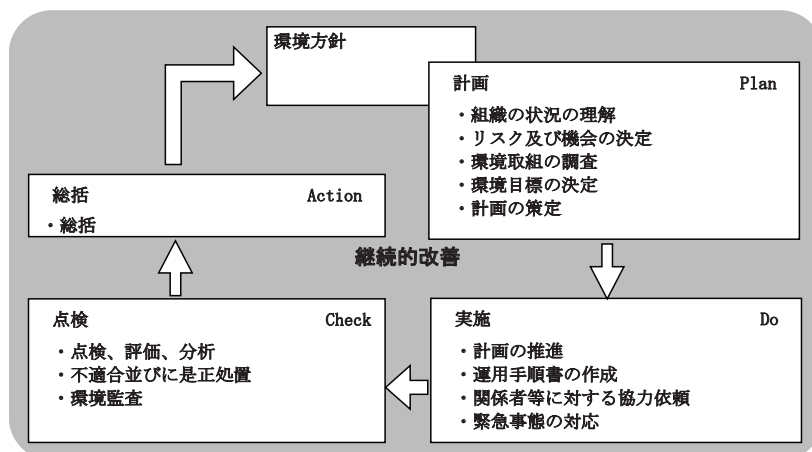 環境方針
計画 Plan
・組織の状況の理解
・リスク及び機会の決定
・環境取組の調査
・環境目標の決定
・計画の策定
総括 Action
・総括
継続的改善
点検 Check
・点検、評価、分析
・不適合並びに是正処置
・環境監査
実施 Do
・計画の推進
・運用手順書の作成
・関係者等に対する協力依頼
・緊急事態の対応